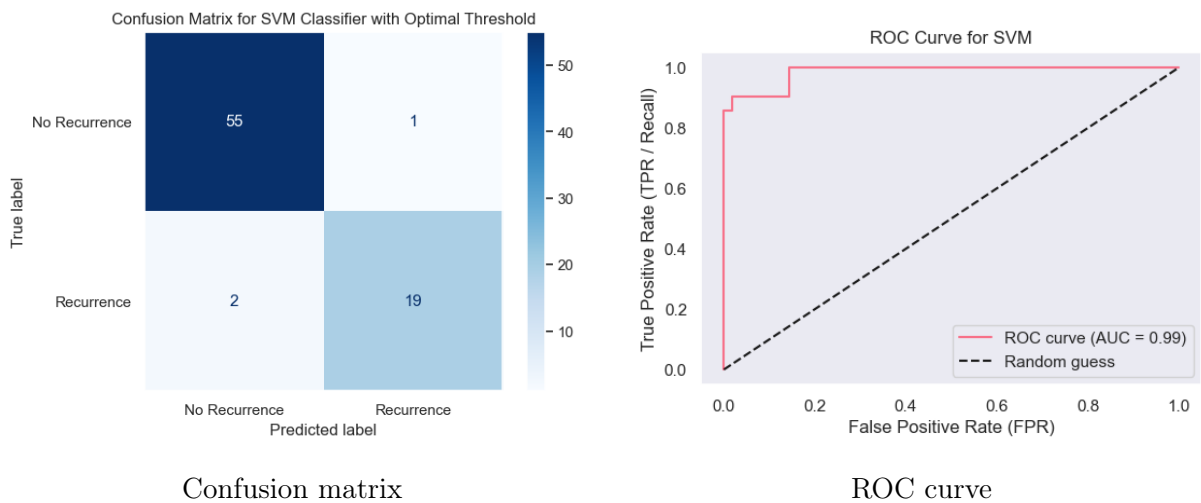 Confusion Matrix for SVM Classifier with Optimal Threshold
No Recurrence
Recurrence
True label
55
1
2
19
No Recurrence
Recurrence
Predicted label
50
40
30
20
10
Confusion matrix
ROC Curve for SVM
True Positive Rate (TPR / Recall)
1.0
0.8
0.6
0.4
0.2
0.0
ROC curve (AUC = 0.99)
Random guess
0.0
0.2
0.4
0.6
0.8
1.0
False Positive Rate (FPR)
ROC curve